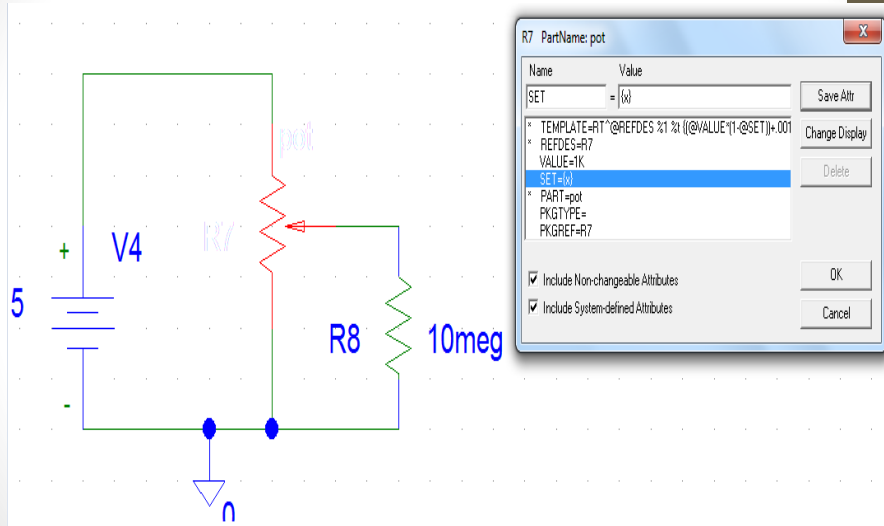 pot
R7
+
V4
5
-
R8
10meg
0
R7 PartName: pot
X
Name Value
SET = {x}
Save Attr
* TEMPLATE=RT^@REFDES %1 %t {(@VALUE*(1-@SET))+.001
Change Display
* REFDES=R7
VALUE=1K
Delete
SET={x}
* PART=pot
PKGTYPE=
PKGREF=R7
Include Non-changeable Attributes
OK
Include System-defined Attributes
Cancel